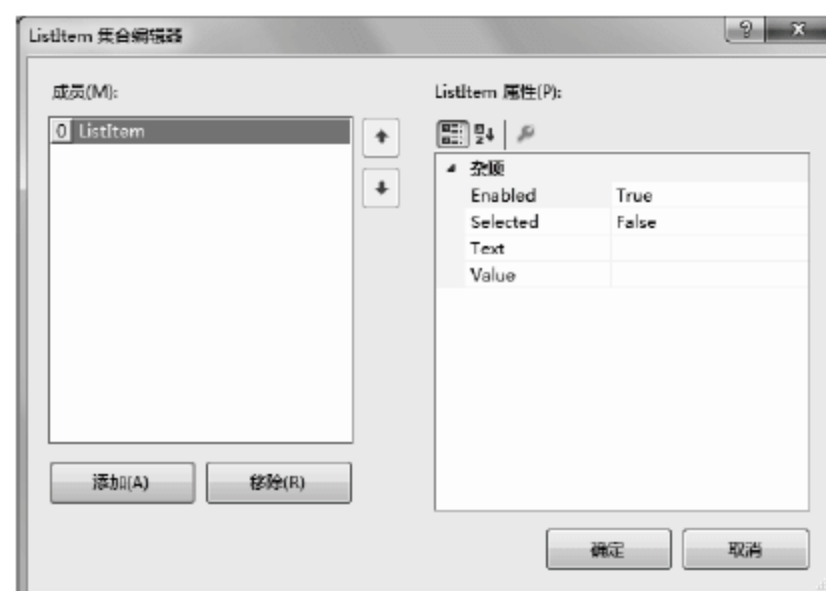 ListItem 集合编辑器
成员(M):
0 ListItem
添加(A)
移除(R)
ListItem 属性(P):
杂项
Enabled True
Selected False
Text
Value
确定
取消